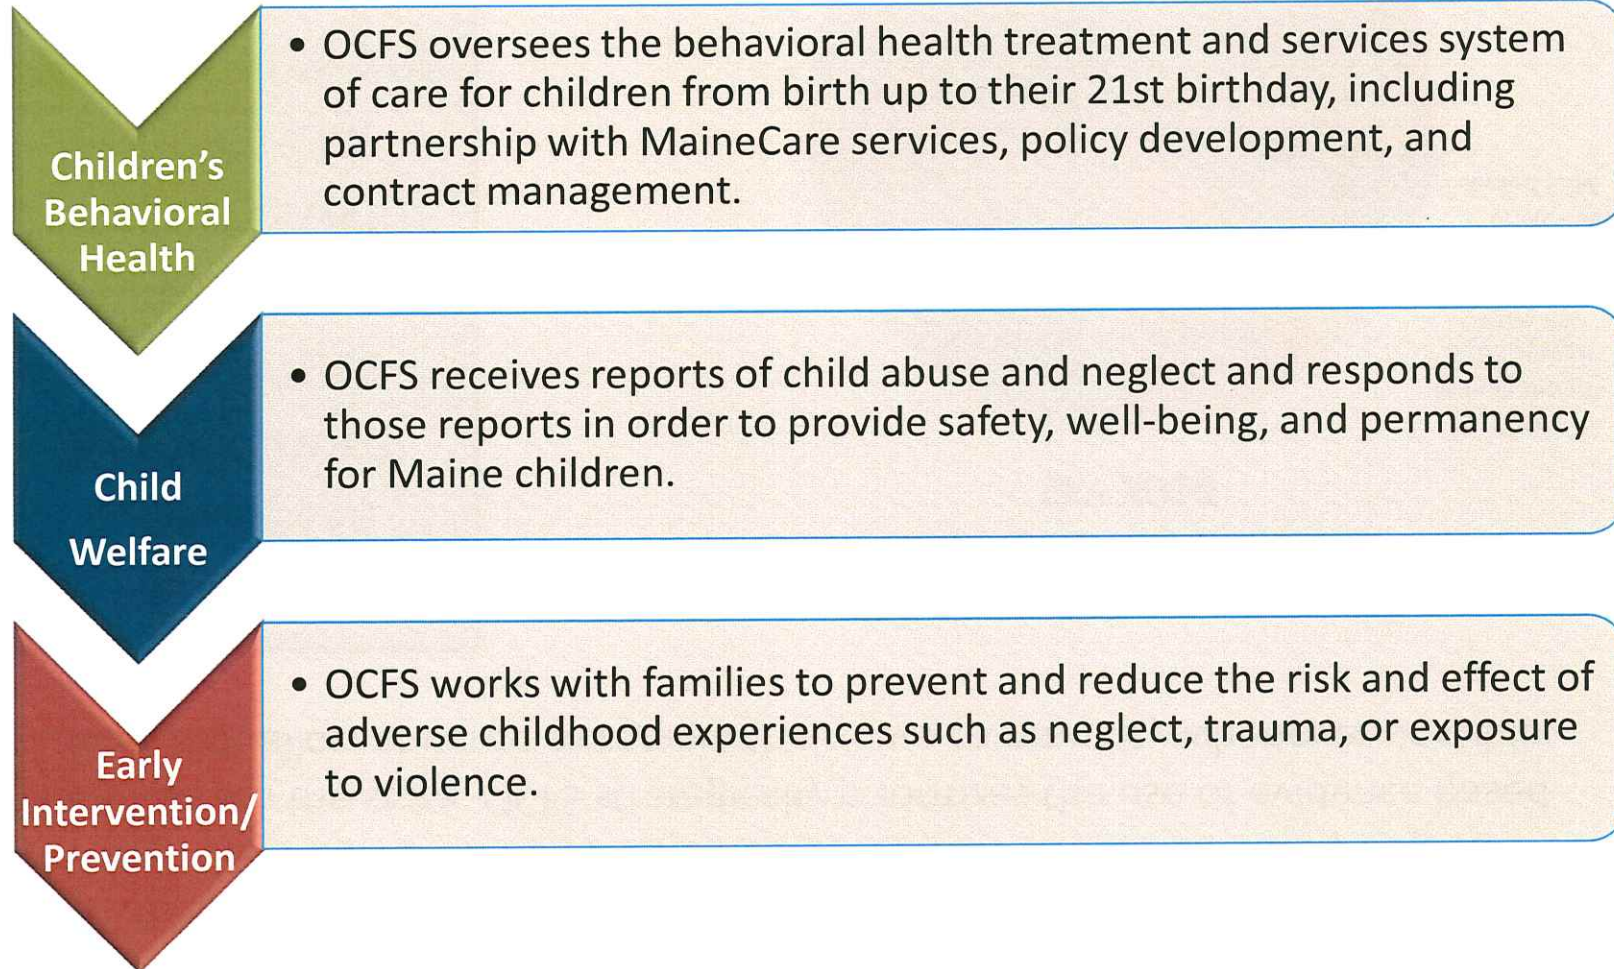 Children's
Behavioral
Health
• OCFS oversees the behavioral health treatment and services system
of care for children from birth up to their 21st birthday, including
partnership with MaineCare services, policy development, and
contract management.
Child
Welfare
• OCFS receives reports of child abuse and neglect and responds to
those reports in order to provide safety, well-being, and permanency
for Maine children.
Early
Intervention/
Prevention
• OCFS works with families to prevent and reduce the risk and effect of
adverse childhood experiences such as neglect, trauma, or exposure
to violence.